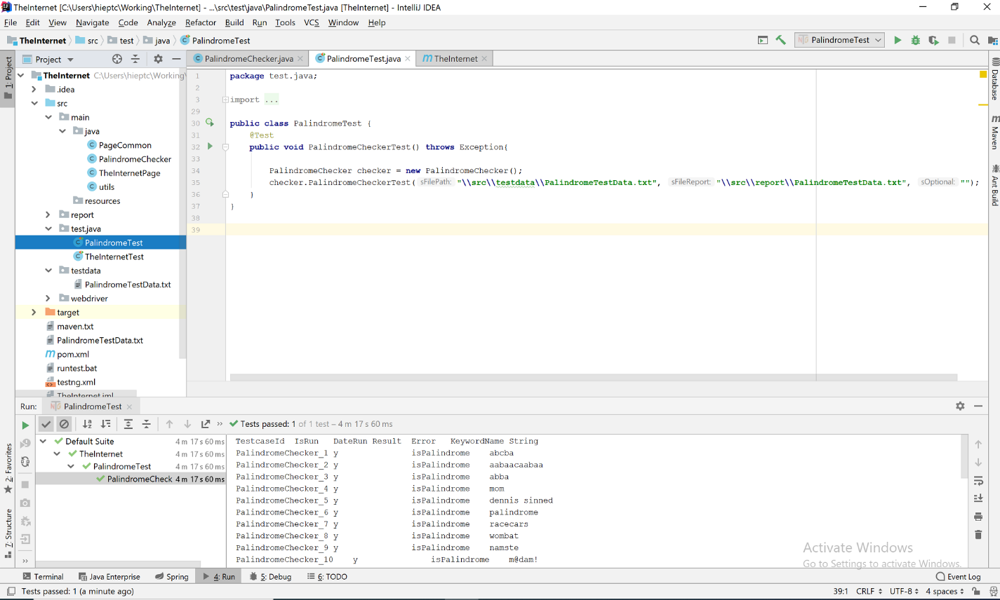 TheInternet [C:\Users\hieptc\Working\TheInternet] - ...\src\test\java\PalindromeTest.java [TheInternet] - IntelliJ IDEA
File Edit View Navigate Code Analyze Refactor Build Run Tools VCS Window Help
TheInternet src test java PalindromeTest PalindromeTest
1: Project
Project PalindromeChecker.java PalindromeTest.java TheInternet
TheInternet C:\Users\hieptc\Working\
.idea
src
main
java
PageCommon
PalindromeChecker
TheInternetPage
utils
resources
report
test.java
PalindromeTest
TheInternetTest
testdata
PalindromeTestData.txt
webdriver
target
maven.txt
PalindromeTestData.txt
pom.xml
runtest.bat
testng.xml
TheInternet.iml
1 package test.java;
2
3 import ...
29
30 public class PalindromeTest {
31 @Test
32 public void PalindromeCheckerTest() throws Exception{
33
34 PalindromeChecker checker = new PalindromeChecker();
35 checker.PalindromeCheckerTest( sFilePath: "\\src\\testdata\\PalindromeTestData.txt", sFileReport: "\\src\\report\\PalindromeTestData.txt", sOptional: "");
36 }
37 }
38
39
Database
Maven
Ant Build
Run: PalindromeTest
Tests passed: 1 of 1 test – 4 m 17 s 60 ms
Default Suite 4 m 17 s 60 ms
TheInternet 4 m 17 s 60 ms
PalindromeTest 4 m 17 s 60 ms
PalindromeCheck 4 m 17 s 60 ms
TestcaseId IsRun DateRun Result Error KeywordName String
PalindromeChecker_1 y isPalindrome abcba
PalindromeChecker_2 y isPalindrome aabaacaabaa
PalindromeChecker_3 y isPalindrome abba
PalindromeChecker_4 y isPalindrome mom
PalindromeChecker_5 y isPalindrome dennis sinned
PalindromeChecker_6 y isPalindrome palindrome
PalindromeChecker_7 y isPalindrome racecars
PalindromeChecker_8 y isPalindrome wombat
PalindromeChecker_9 y isPalindrome namste
PalindromeChecker_10 y isPalindrome m@dam!
2: Favorites
7: Structure
Activate Windows
Go to Settings to activate Windows.
Terminal Java Enterprise Spring 4: Run 5: Debug 6: TODO Event Log
Tests passed: 1 (a minute ago) 39:1 CRLF UTF-8 4 spaces